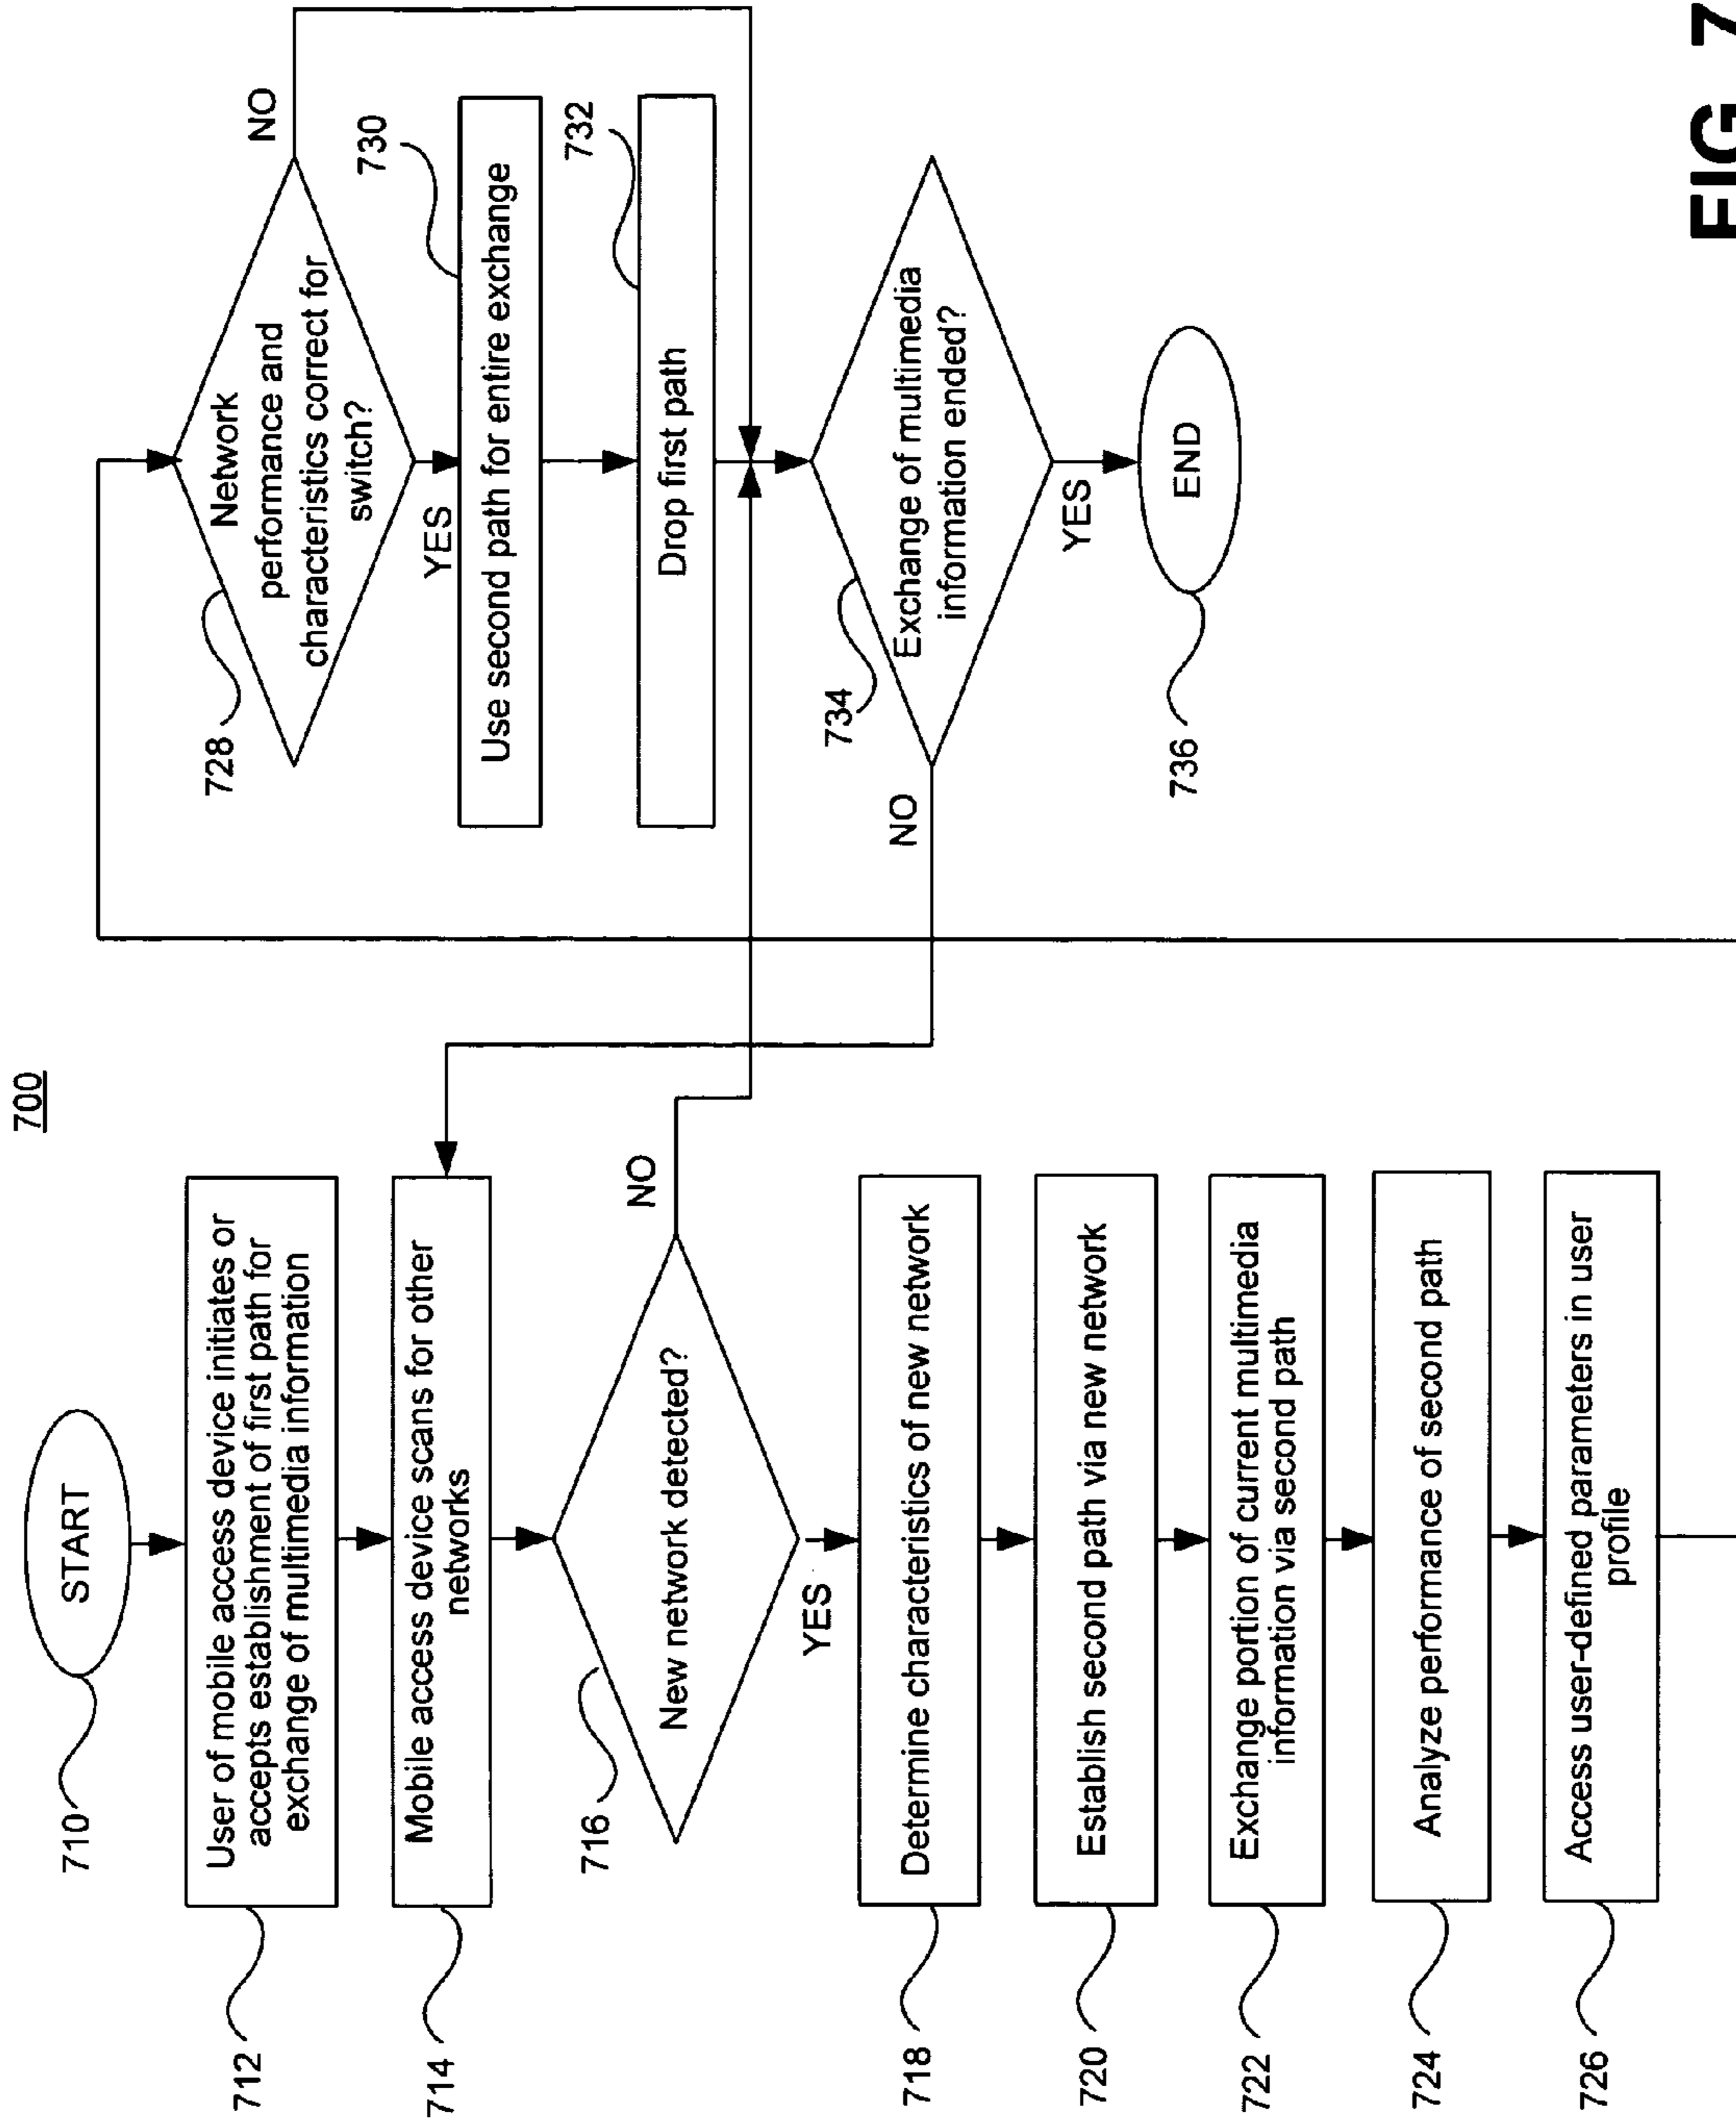 700
START
710
User of mobile access device initiates or
accepts establishment of first path for
exchange of multimedia information
712
Mobile access device scans for other
networks
714
New network detected?
716
NO
YES
Determine characteristics of new network
718
Establish second path via new network
720
Exchange portion of current multimedia
information via second path
722
Analyze performance of second path
724
Access user-defined parameters in user
profile
726
Network
performance and
characteristics correct for
switch?
728
NO
YES
Use second path for entire exchange
730
Drop first path
732
Exchange of multimedia
information ended?
734
NO
YES
END
736
FIG 7